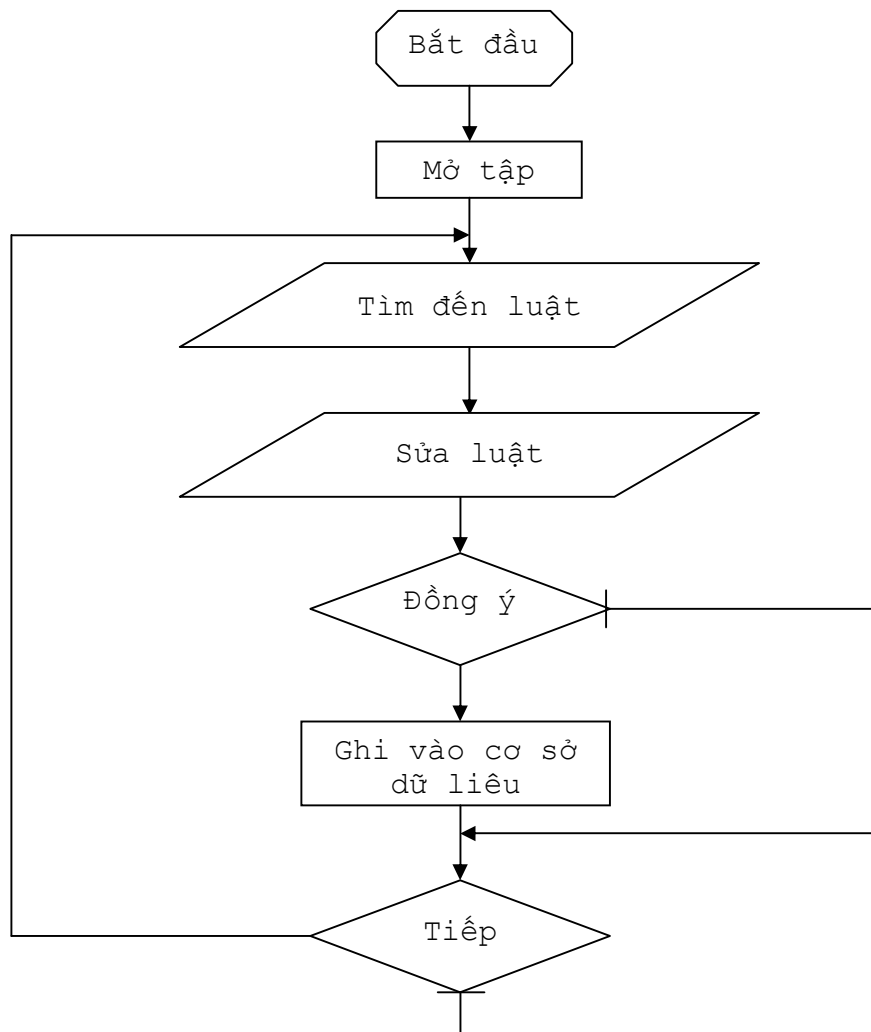 Bắt đầu
Mở tập
Tìm đến luật
Sửa luật
Đồng ý
Ghi vào cơ sở
dữ liêu
Tiếp